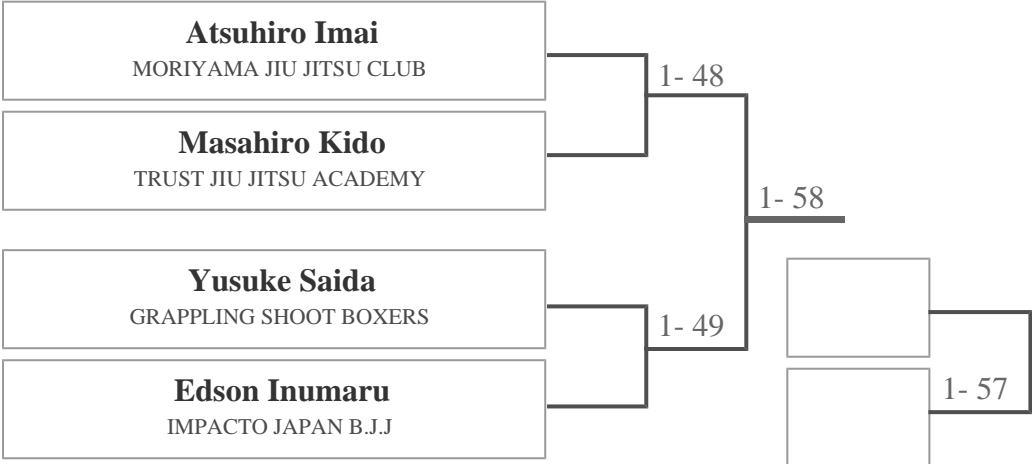 Atsuhiro Imai
MORIYAMA JIU JITSU CLUB
1- 48
Masahiro Kido
TRUST JIU JITSU ACADEMY
1- 58
Yusuke Saida
GRAPPLING SHOOT BOXERS
1- 49
Edson Inumaru
IMPACTO JAPAN B.J.J
1- 57